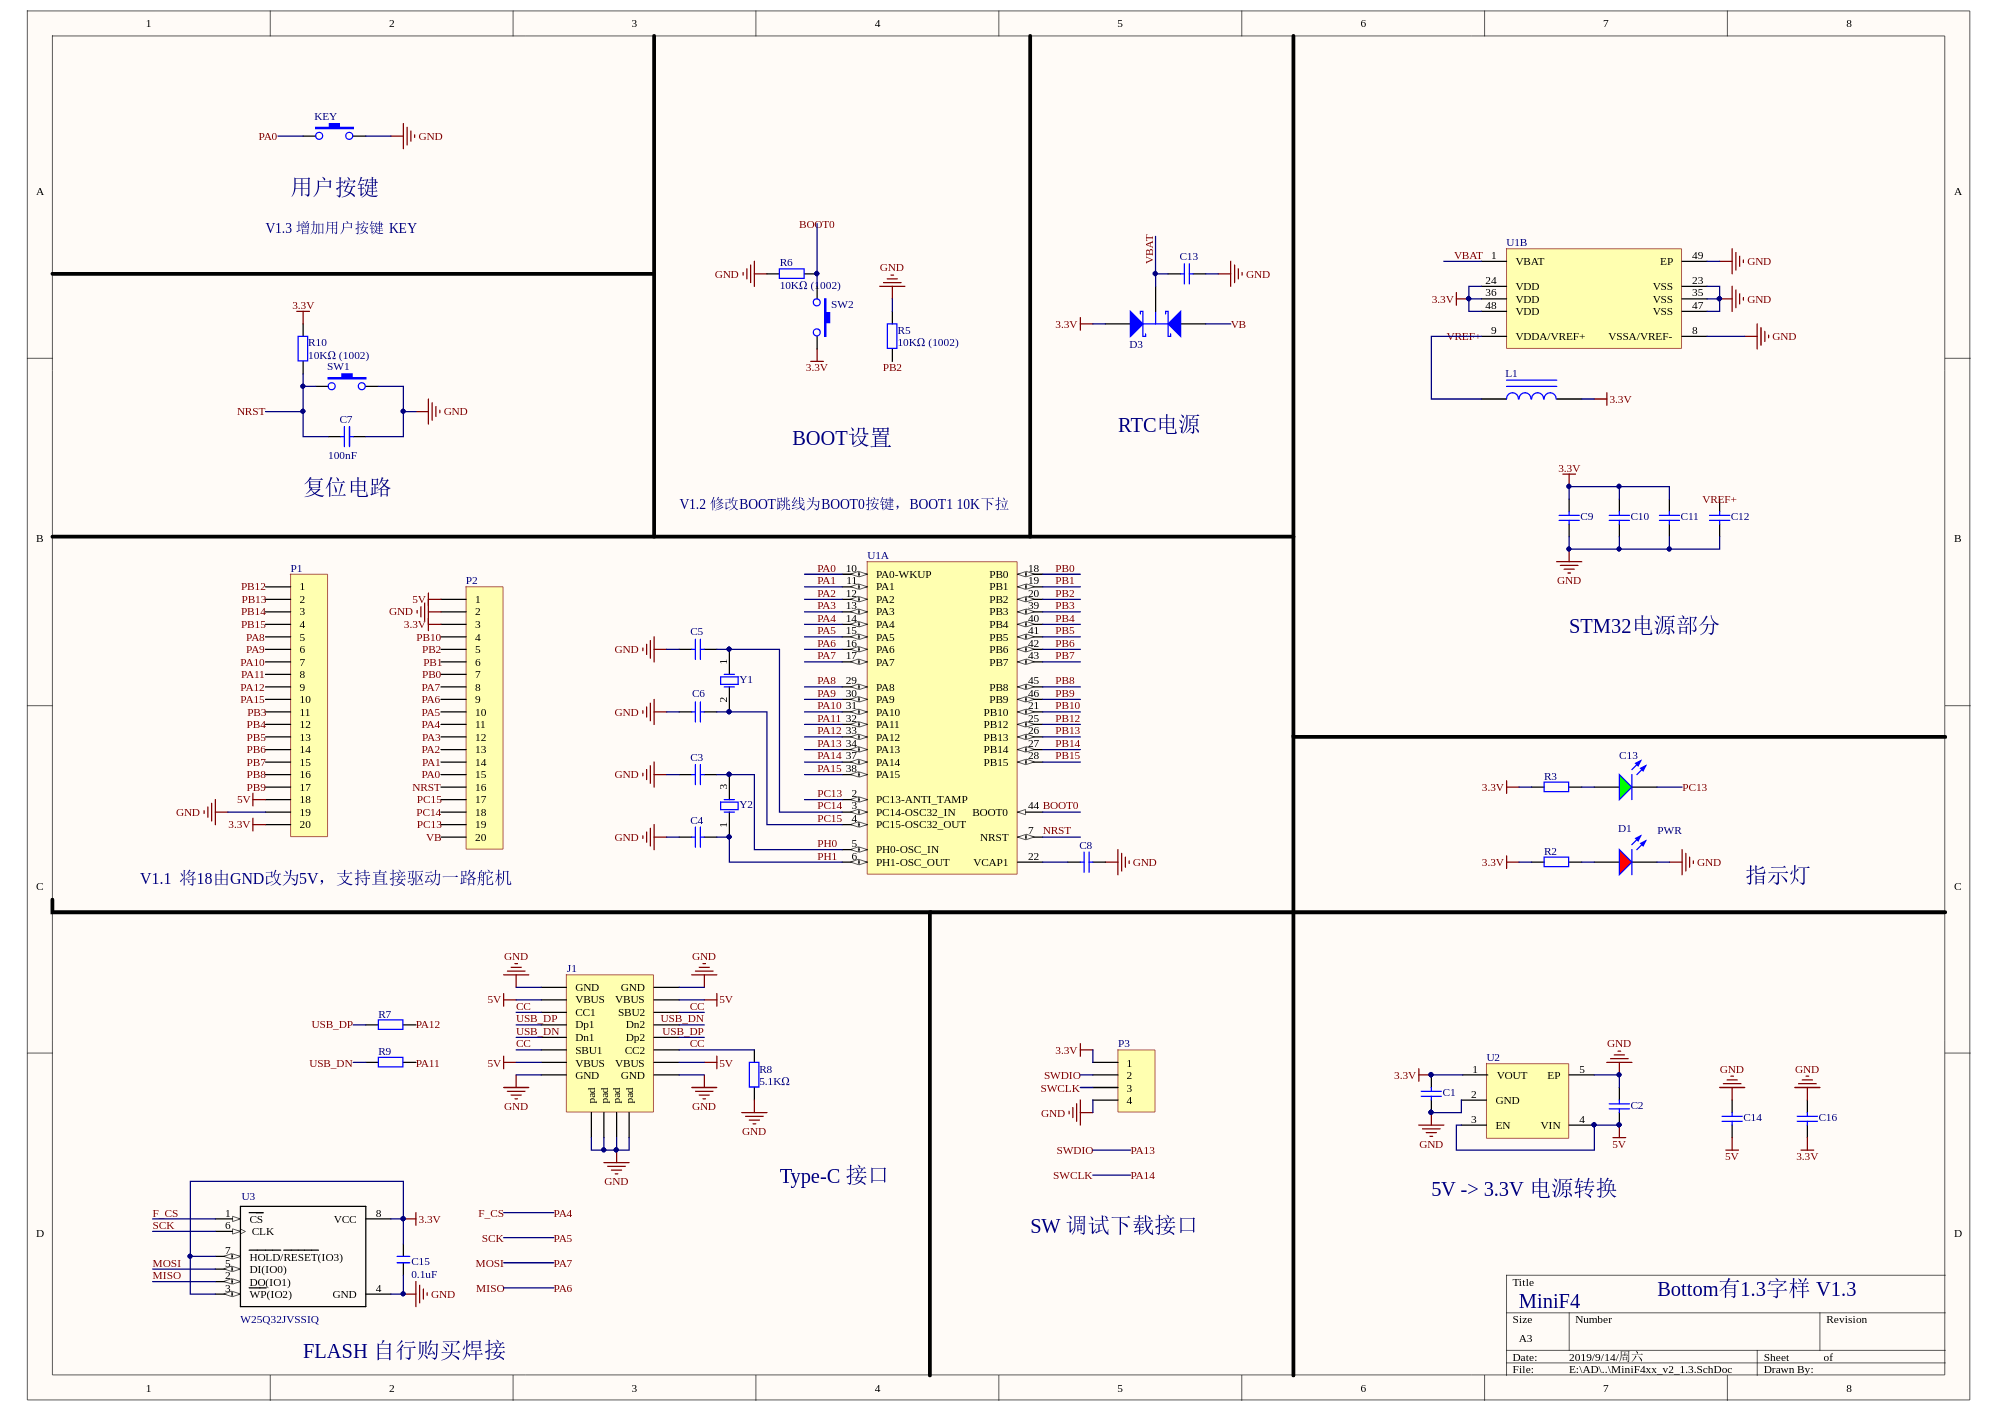 1 2 3 4 5 6 7 8
A
B
C
D
A
B
C
D
KEY
PA0 GND
用户按键
V1.3 增加用户按键 KEY
3.3V
R10
10KΩ (1002)
SW1
NRST GND
C7
100nF
复位电路
BOOT0
GND R6
10KΩ (1002)
SW2
3.3V
GND
R5
10KΩ (1002)
PB2
BOOT设置
V1.2 修改BOOT跳线为BOOT0按键，BOOT1 10K下拉
VBAT
C13
GND
3.3V VB
D3
RTC电源
U1B
VBAT 1 VBAT EP 49 GND
24 VDD VSS 23
3.3V 36 VDD VSS 35 GND
48 VDD VSS 47
VREF+ 9 VDDA/VREF+ VSSA/VREF- 8 GND
L1
3.3V
3.3V
VREF+
C9 C10 C11 C12
GND
STM32电源部分
P1
PB12 1
PB13 2
PB14 3
PB15 4
PA8 5
PA9 6
PA10 7
PA11 8
PA12 9
PA15 10
PB3 11
PB4 12
PB5 13
PB6 14
PB7 15
PB8 16
PB9 17
5V 18
GND 19
3.3V 20
P2
5V 1
GND 2
3.3V 3
PB10 4
PB2 5
PB1 6
PB0 7
PA7 8
PA6 9
PA5 10
PA4 11
PA3 12
PA2 13
PA1 14
PA0 15
NRST 16
PC15 17
PC14 18
PC13 19
VB 20
V1.1 将18由GND改为5V，支持直接驱动一路舵机
C5
GND
1
Y1
2
C6
GND
C3
GND
3
Y2
1
C4
GND
U1A
PA0 10 PA0-WKUP PB0 18 PB0
PA1 11 PA1 PB1 19 PB1
PA2 12 PA2 PB2 20 PB2
PA3 13 PA3 PB3 39 PB3
PA4 14 PA4 PB4 40 PB4
PA5 15 PA5 PB5 41 PB5
PA6 16 PA6 PB6 42 PB6
PA7 17 PA7 PB7 43 PB7
PA8 29 PA8 PB8 45 PB8
PA9 30 PA9 PB9 46 PB9
PA10 31 PA10 PB10 21 PB10
PA11 32 PA11 PB12 25 PB12
PA12 33 PA12 PB13 26 PB13
PA13 34 PA13 PB14 27 PB14
PA14 37 PA14 PB15 28 PB15
PA15 38 PA15
PC13 2 PC13-ANTI_TAMP
PC14 3 PC14-OSC32_IN BOOT0 44 BOOT0
PC15 4 PC15-OSC32_OUT
NRST 7 NRST
PH0 5 PH0-OSC_IN
PH1 6 PH1-OSC_OUT VCAP1 22
C8
GND
C13
3.3V R3 PC13
D1 PWR
3.3V R2 GND
指示灯
USB_DP R7 PA12
USB_DN R9 PA11
GND J1 GND
GND GND
5V VBUS VBUS 5V
CC CC1 SBU2 CC
USB_DP Dp1 Dn2 USB_DN
USB_DN Dn1 Dp2 USB_DP
CC SBU1 CC2 CC
5V VBUS VBUS 5V
GND GND
GND pad pad pad pad GND
R8
5.1KΩ
GND
GND
Type-C 接口
U3
F_CS 1 CS VCC 8 3.3V
SCK 6 CLK
7 HOLD/RESET(IO3)
MOSI 5 DI(IO0)
MISO 2 DO(IO1)
3 WP(IO2) GND 4 GND
C15
0.1uF
W25Q32JVSSIQ
F_CS PA4
SCK PA5
MOSI PA7
MISO PA6
FLASH 自行购买焊接
P3
3.3V 1
SWDIO 2
SWCLK 3
GND 4
SWDIO PA13
SWCLK PA14
SW 调试下载接口
U2 GND
3.3V 1 VOUT EP 5
C1 2 GND C2
3 EN VIN 4
GND 5V
GND
C14
5V
GND
C16
3.3V
5V -> 3.3V 电源转换
Title
MiniF4 Bottom有1.3字样 V1.3
Size Number Revision
A3
Date: 2019/9/14/周六 Sheet of
File: E:\AD\..\MiniF4xx_v2_1.3.SchDoc Drawn By:
1 2 3 4 5 6 7 8